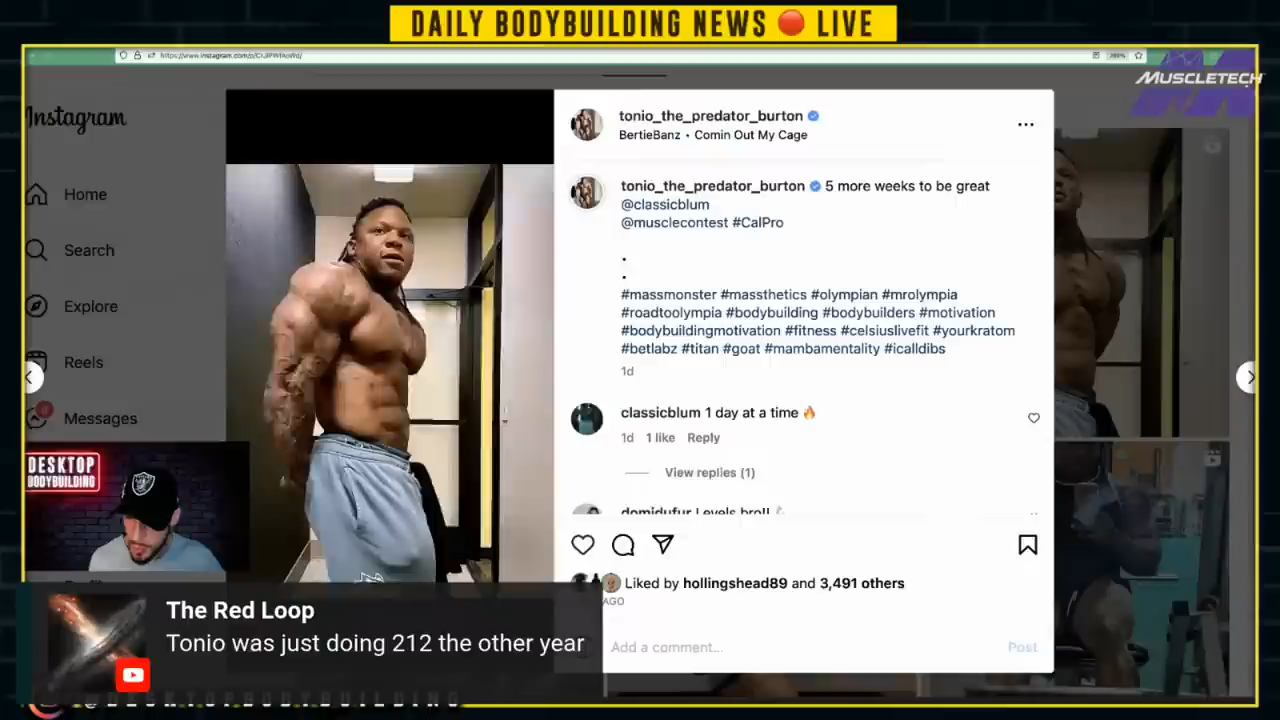 DAILY BODYBUILDING NEWS LIVE
MUSCLETECH
Instagram
Home
Search
Explore
Reels
Messages
DESKTOP
BODYBUILDING
tonio_the_predator_burton
BertieBanz • Comin Out My Cage
tonio_the_predator_burton 5 more weeks to be great
@classicblum
@musclecontest #CalPro
.
.
#massmonster #massthetics #olympian #mrolympia
#roadtoolympia #bodybuilding #bodybuilders #motivation
#bodybuildingmotivation #fitness #celsiuslivefit #yourkratom
#betlabz #titan #goat #mambamentality #icalldibs
1d
classicblum 1 day at a time 🔥
1d 1 like Reply
View replies (1)
domidufur Levels bro!!
Liked by hollingshead89 and 3,491 others
AGO
Add a comment...
Post
The Red Loop
Tonio was just doing 212 the other year